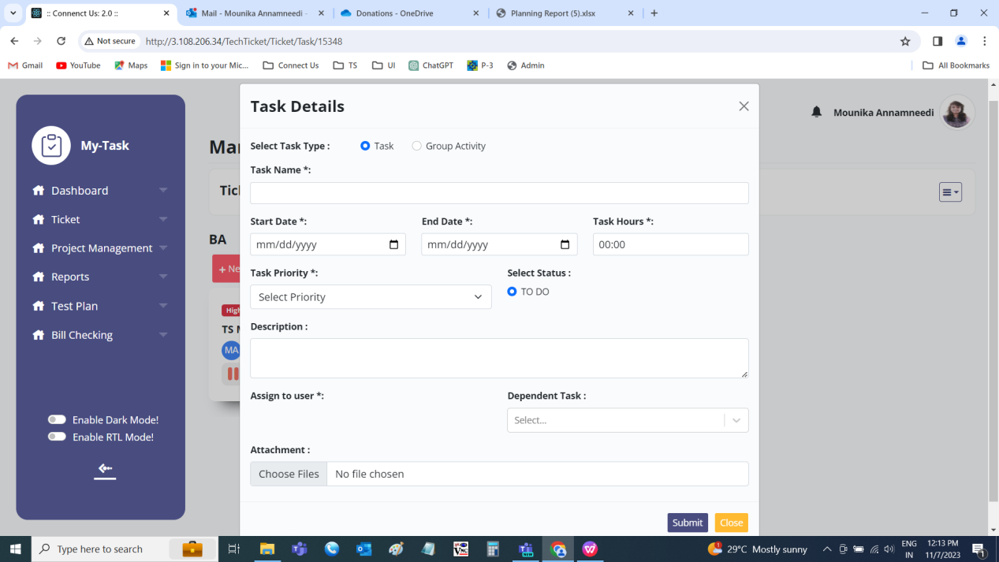 :: Connenct Us: 2.0 ::
Mail - Mounika Annamneedi -
Donations - OneDrive
Planning Report (5).xlsx
Not secure
http://3.108.206.34/TechTicket/Ticket/Task/15348
Gmail
YouTube
Maps
Sign in to your Mic...
Connect Us
TS
UI
ChatGPT
P-3
Admin
All Bookmarks
My-Task
Dashboard
Ticket
Project Management
Reports
Test Plan
Bill Checking
Enable Dark Mode!
Enable RTL Mode!
Mounika Annamneedi
BA
MA
Task Details
Select Task Type :
Task
Group Activity
Task Name *:
Start Date *:
End Date *:
Task Hours *:
mm/dd/yyyy
mm/dd/yyyy
00:00
Task Priority *:
Select Status :
Select Priority
TO DO
Description :
Assign to user *:
Dependent Task :
Select...
Attachment :
Choose Files
No file chosen
Submit
Close
Type here to search
29°C Mostly sunny
ENG
IN
12:13 PM
11/7/2023
1